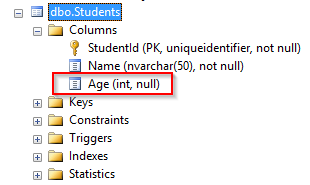 dbo.Students
Columns
StudentId (PK, uniqueidentifier, not null)
Name (nvarchar(50), not null)
Age (int, null)
Keys
Constraints
Triggers
Indexes
Statistics